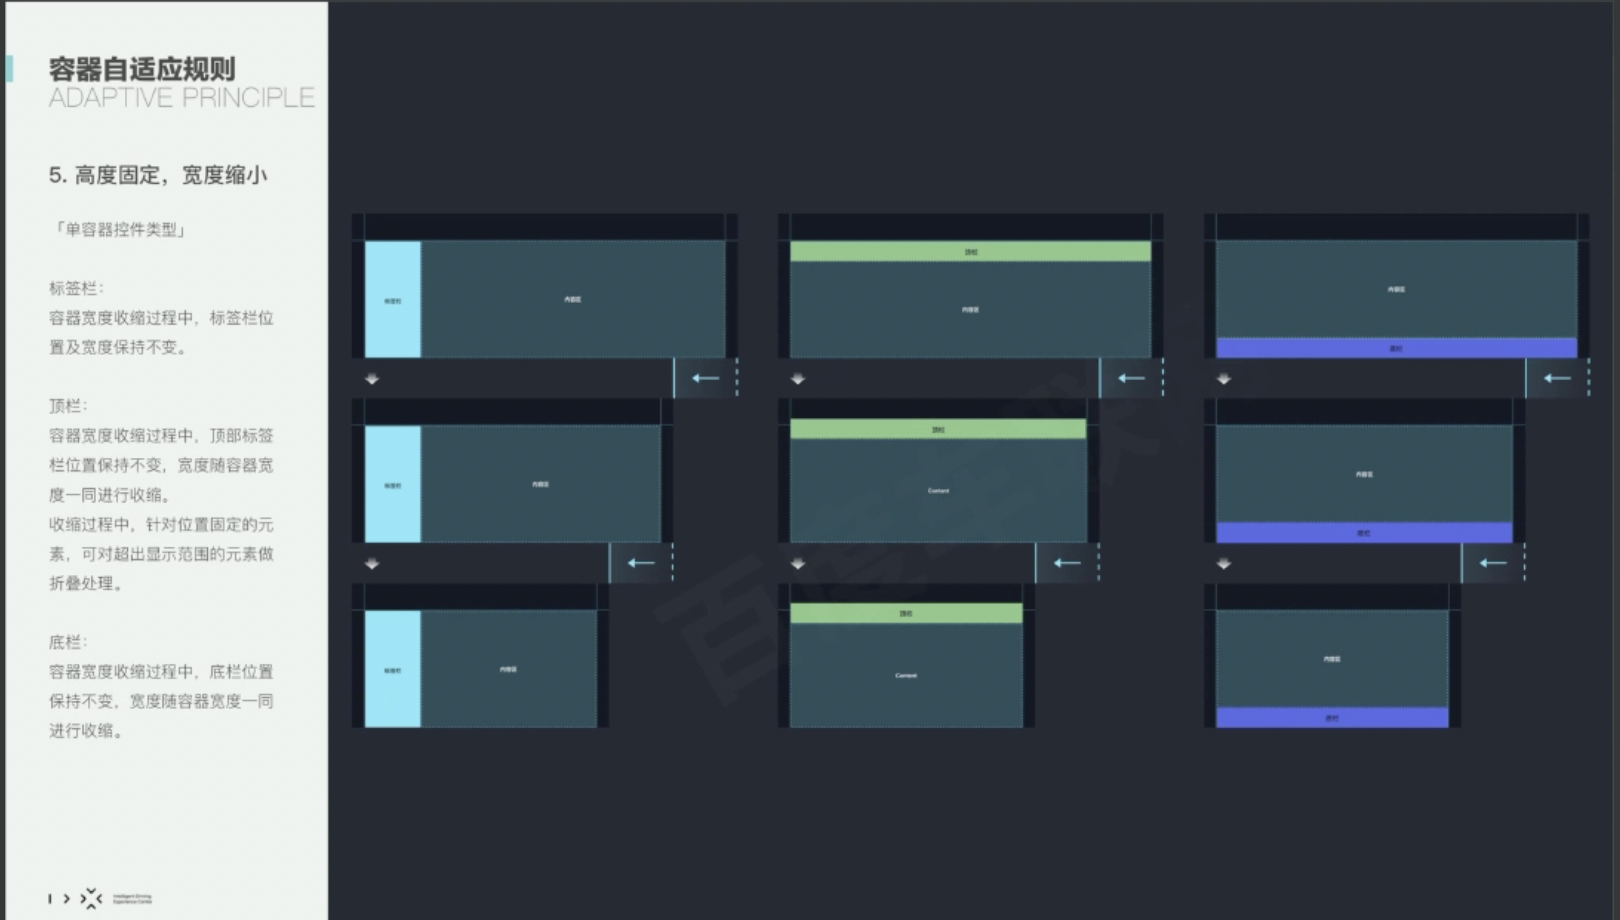 容器自适应规则
ADAPTIVE PRINCIPLE
5. 高度固定，宽度缩小
「单容器控件类型」
标签栏：
容器宽度收缩过程中，标签栏位
置及宽度保持不变。
顶栏：
容器宽度收缩过程中，顶部标签
栏位置保持不变，宽度随容器宽
度一同进行收缩。
收缩过程中，针对位置固定的元
素，可对超出显示范围的元素做
折叠处理。
底栏：
容器宽度收缩过程中，底栏位置
保持不变，宽度随容器宽度一同
进行收缩。
Intelligent Driving
Experience Center
标签栏
内容区
顶栏
内容区
内容区
底栏
标签栏
内容区
顶栏
Content
内容区
底栏
标签栏
内容区
顶栏
Content
内容区
底栏